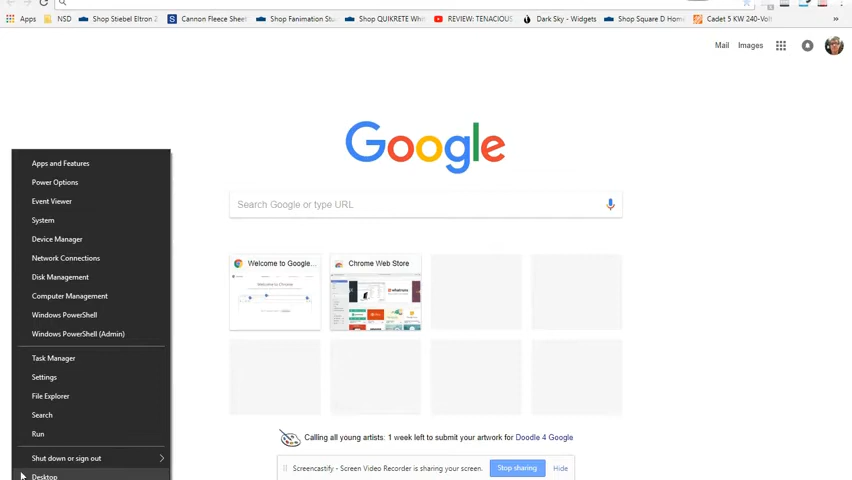 Apps NSD Shop Stiebel Eltron 2 Cannon Fleece Sheet Shop Fanimation Stud Shop QUIKRETE Whi REVIEW: TENACIOUS Dark Sky - Widgets Shop Square D Home Cadet 5 KW 240-Volt »
Mail Images
Google
Search Google or type URL
Welcome to Google... Chrome Web Store
Apps and Features
Power Options
Event Viewer
System
Device Manager
Network Connections
Disk Management
Computer Management
Windows PowerShell
Windows PowerShell (Admin)
Task Manager
Settings
File Explorer
Search
Run
Shut down or sign out
Desktop
Calling all young artists: 1 week left to submit your artwork for Doodle 4 Google
Screencastify - Screen Video Recorder is sharing your screen. Stop sharing Hide